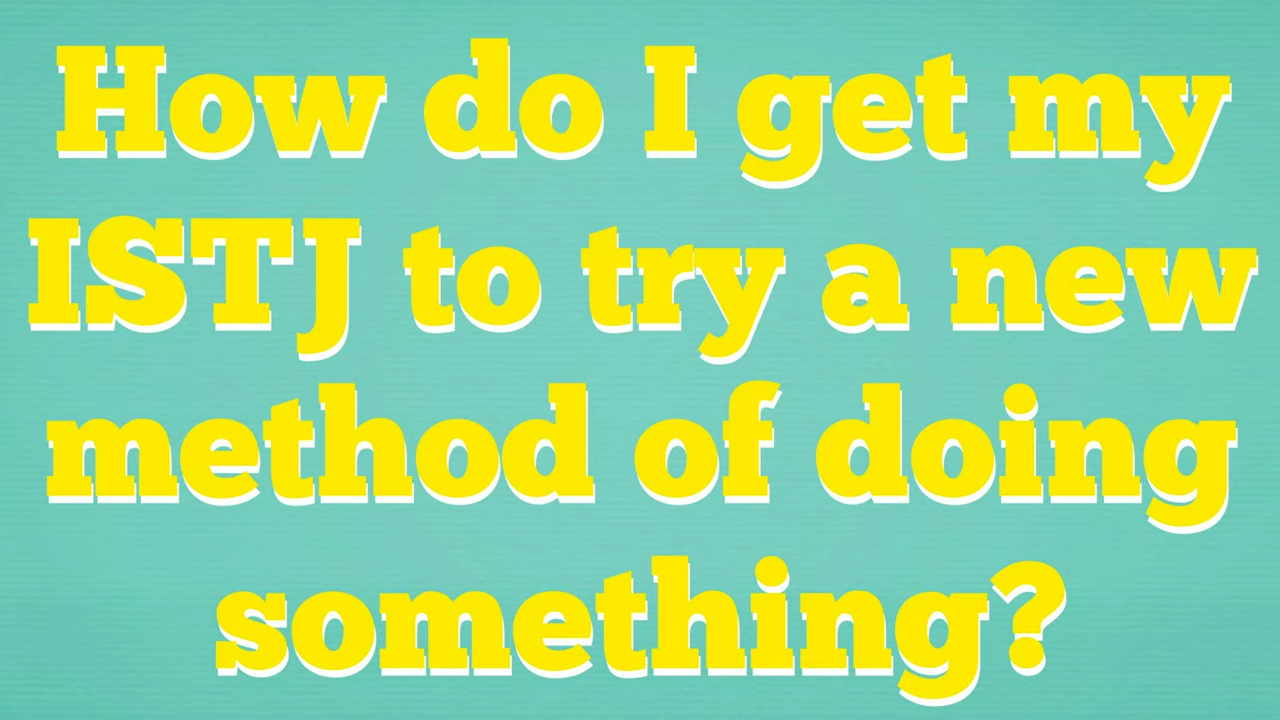 How do I get my
ISTJ to try a new
method of doing
something?